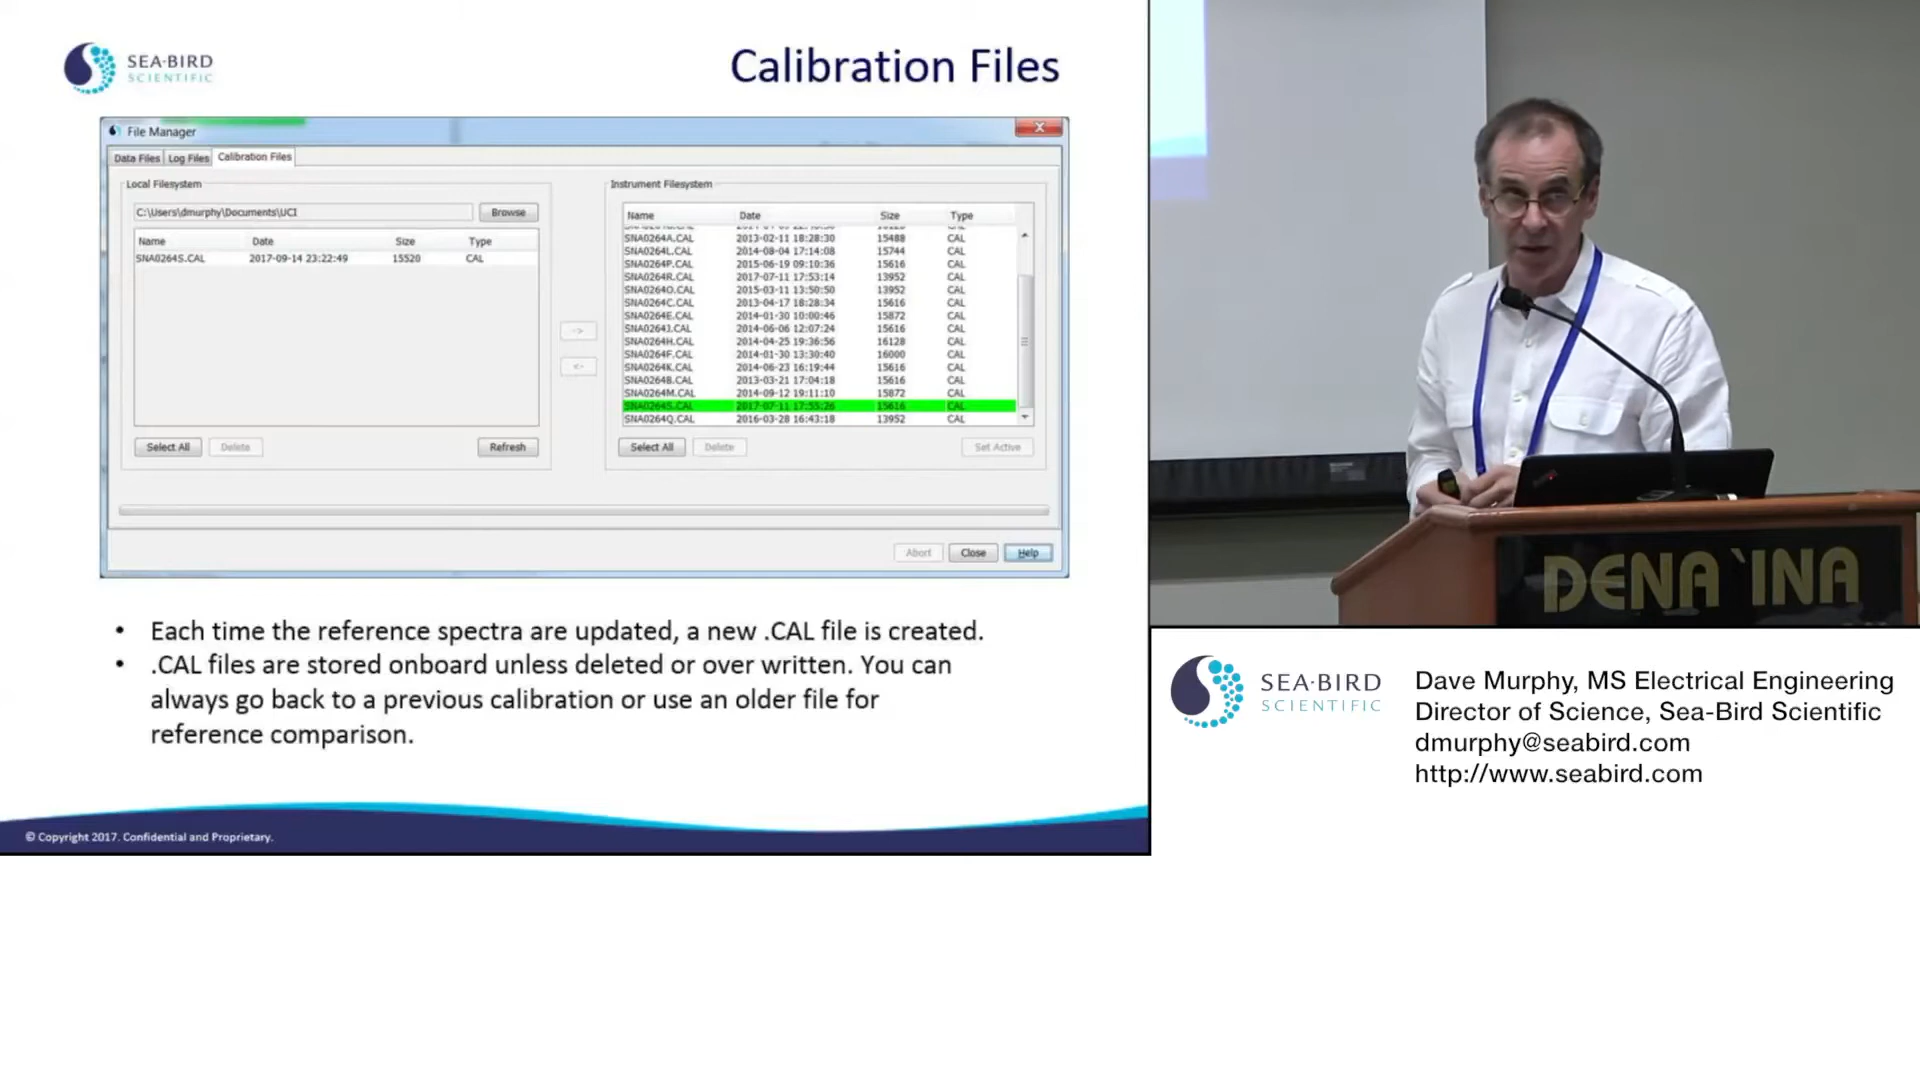 SEA·BIRD
SCIENTIFIC
Calibration Files
File Manager
Data Files Log Files Calibration Files
Local Filesystem
C:\Users\dmurphy\Documents\UCI Browse
Name Date Size Type
SNA0264S.CAL 2017-09-14 23:22:49 15520 CAL
->
<-
Select All Delete Refresh
Instrument Filesystem
Name Date Size Type
SNA0264A.CAL 2013-02-11 18:28:30 15488 CAL
SNA0264L.CAL 2014-08-04 17:14:08 15744 CAL
SNA0264P.CAL 2015-06-19 09:10:36 15616 CAL
SNA0264R.CAL 2017-07-11 17:53:14 13952 CAL
SNA0264O.CAL 2015-03-11 13:50:50 13952 CAL
SNA0264C.CAL 2013-04-17 18:28:34 15616 CAL
SNA0264E.CAL 2014-01-30 10:00:46 15872 CAL
SNA0264J.CAL 2014-06-06 12:07:24 15616 CAL
SNA0264H.CAL 2014-04-25 19:36:56 16128 CAL
SNA0264F.CAL 2014-01-30 13:30:40 16000 CAL
SNA0264K.CAL 2014-06-23 16:19:44 15616 CAL
SNA0264B.CAL 2013-03-21 17:04:18 15616 CAL
SNA0264M.CAL 2014-09-12 19:11:10 15872 CAL
SNA0264S.CAL 2017-07-11 17:55:26 15616 CAL
SNA0264Q.CAL 2016-03-28 16:43:18 13952 CAL
Select All Delete Set Active
Abort Close Help
• Each time the reference spectra are updated, a new .CAL file is created.
• .CAL files are stored onboard unless deleted or over written. You can
always go back to a previous calibration or use an older file for
reference comparison.
© Copyright 2017. Confidential and Proprietary.
DENA'INA
SEA·BIRD
SCIENTIFIC
Dave Murphy, MS Electrical Engineering
Director of Science, Sea-Bird Scientific
dmurphy@seabird.com
http://www.seabird.com